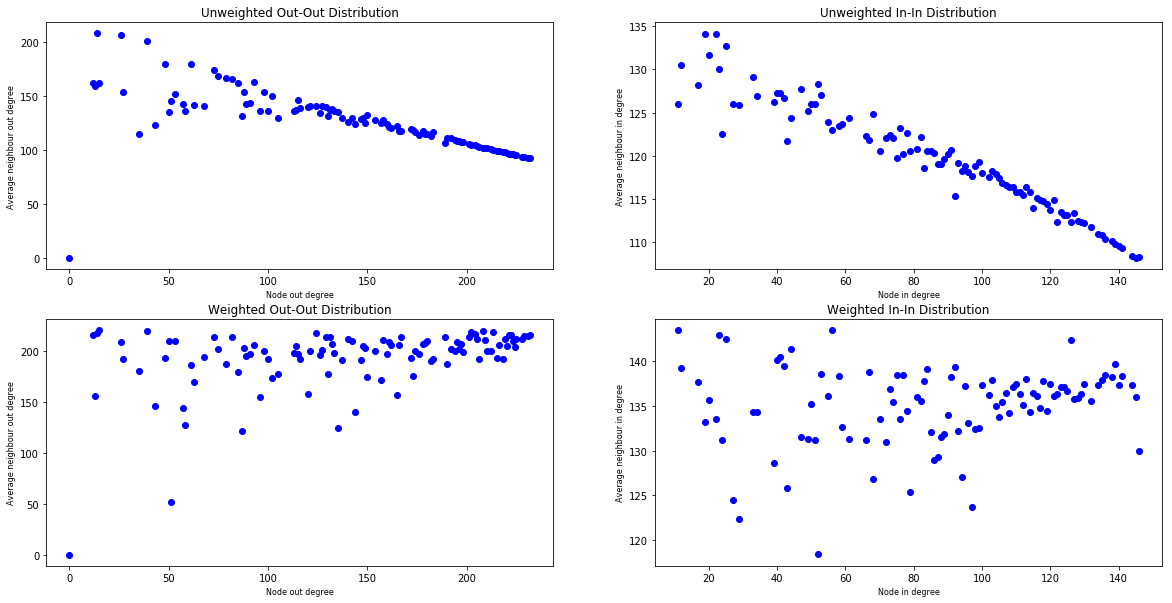 Unweighted Out-Out Distribution
Average neighbour out degree
200
150
100
50
0
0 50 100 150 200
Node out degree
Unweighted In-In Distribution
Average neighbour in degree
135
130
125
120
115
110
20 40 60 80 100 120 140
Node in degree
Weighted Out-Out Distribution
Average neighbour out degree
200
150
100
50
0
0 50 100 150 200
Node out degree
Weighted In-In Distribution
Average neighbour in degree
140
135
130
125
120
20 40 60 80 100 120 140
Node in degree